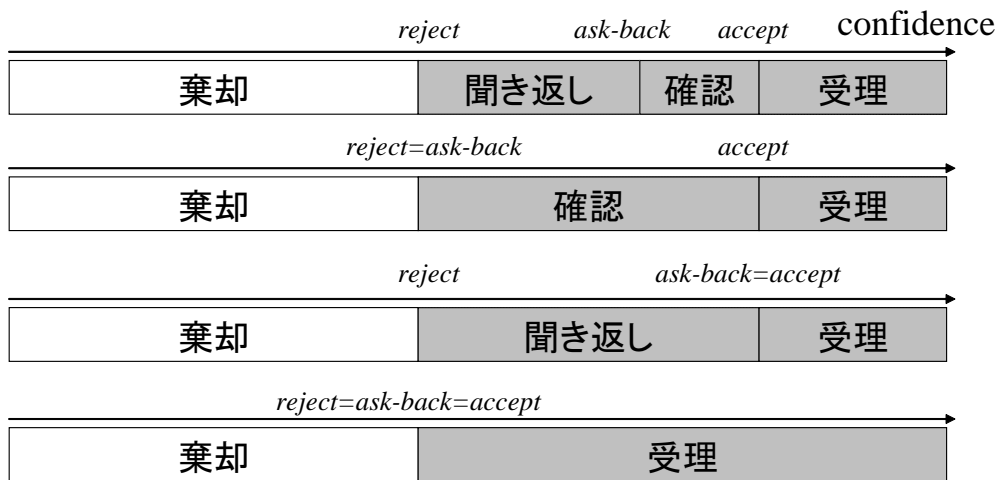 reject ask-back accept confidence
棄却 聞き返し 確認 受理
reject=ask-back accept
棄却 確認 受理
reject ask-back=accept
棄却 聞き返し 受理
reject=ask-back=accept
棄却 受理